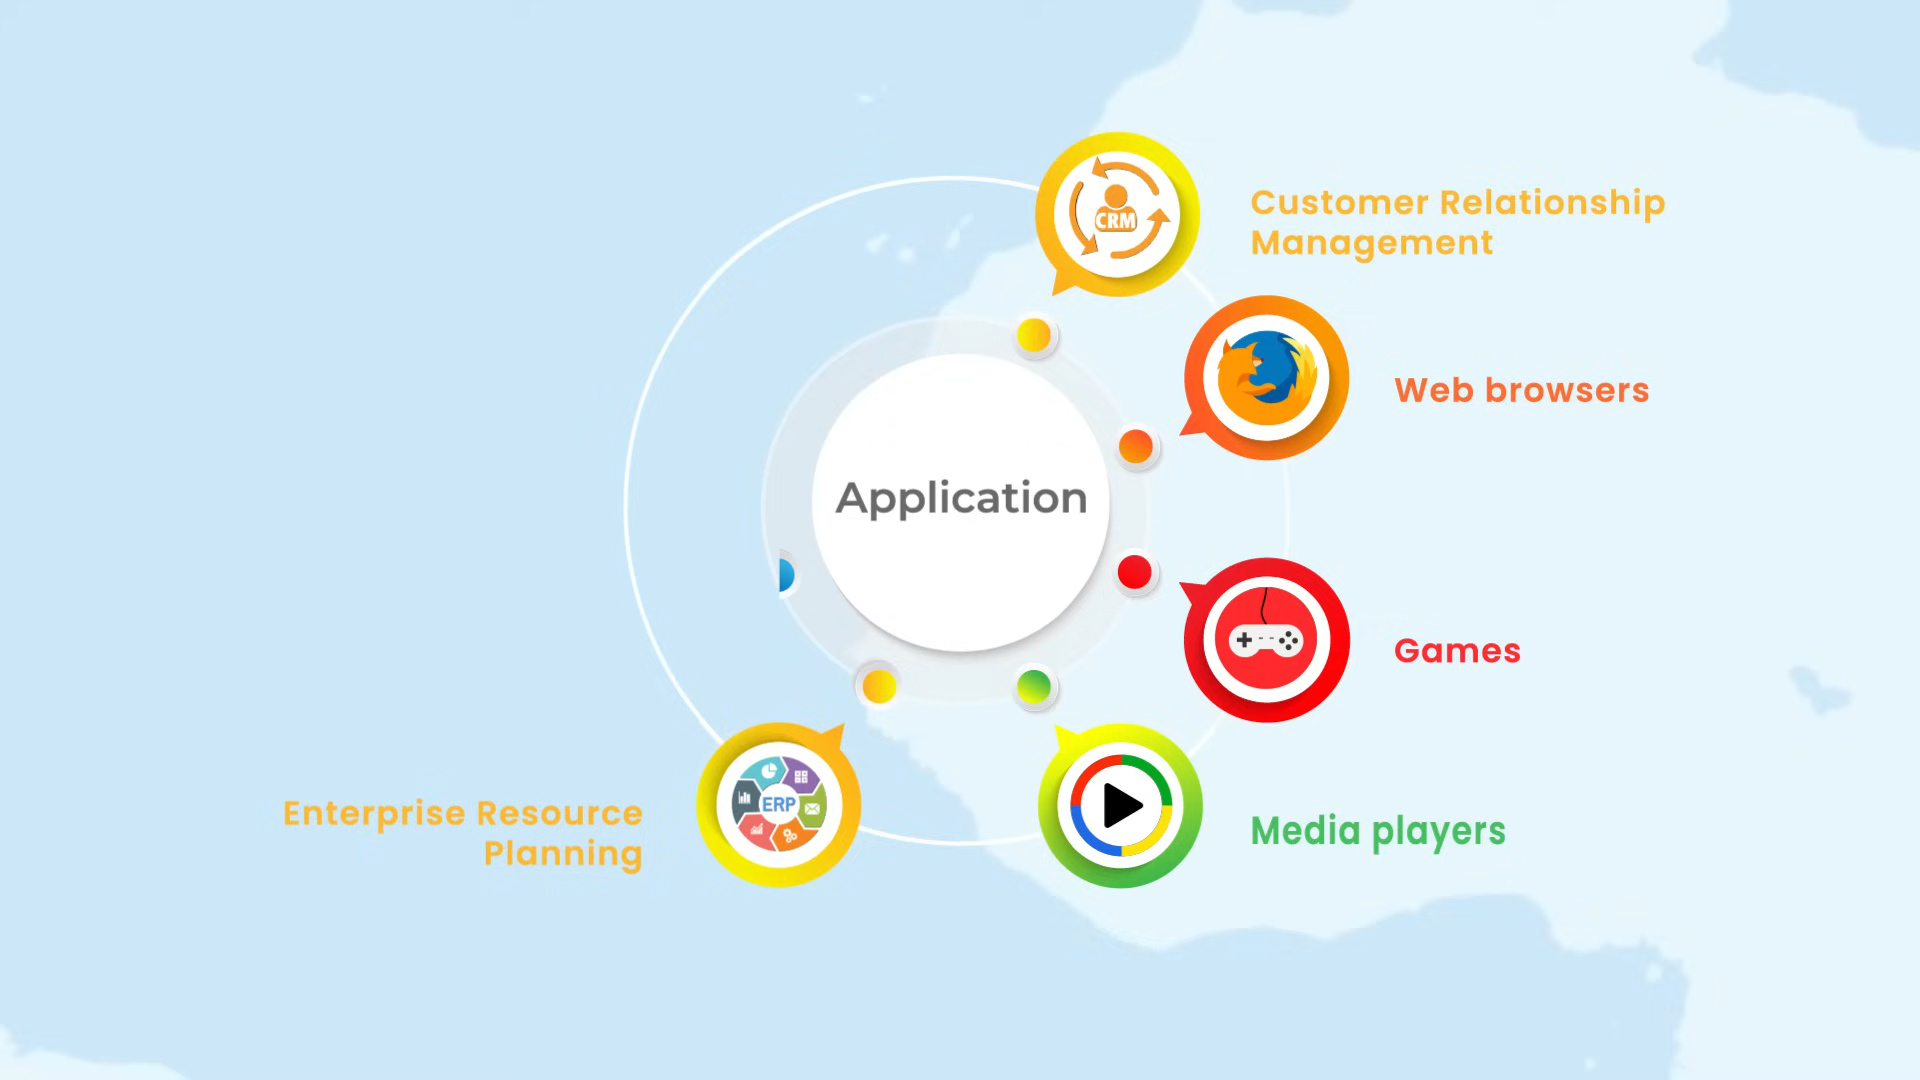 CRM
Customer Relationship
Management
Web browsers
Application
Games
Enterprise Resource
Planning
ERP
Media players